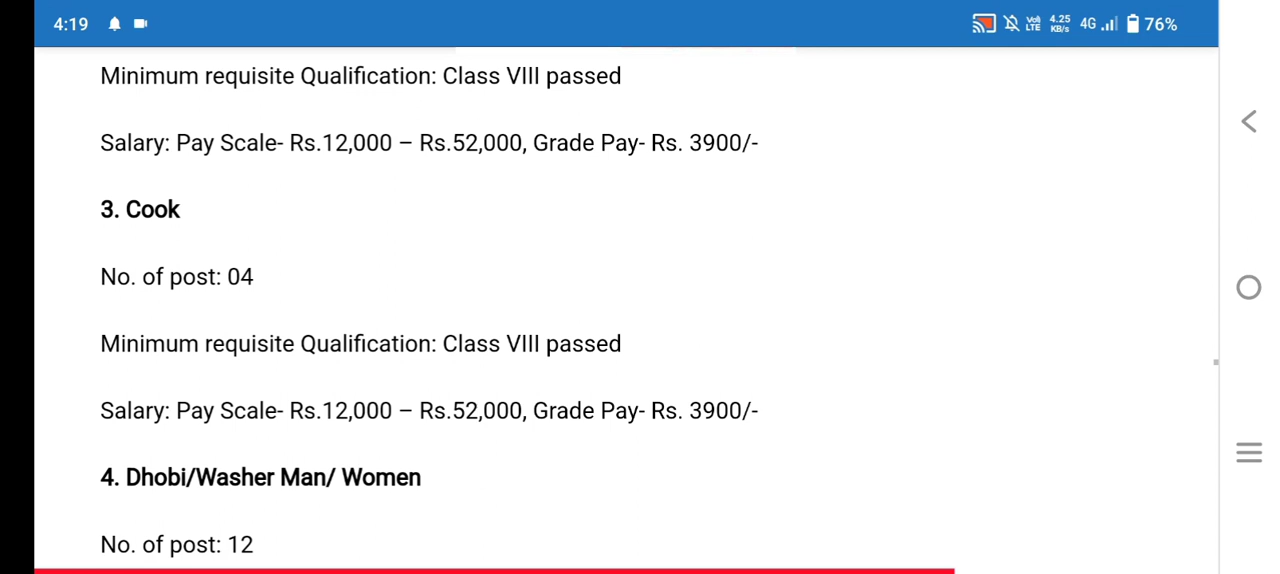 4:19 Vo) LTE 4.25 KB/s 4G 76%
Minimum requisite Qualification: Class VIII passed
Salary: Pay Scale- Rs.12,000 – Rs.52,000, Grade Pay- Rs. 3900/-
3. Cook
No. of post: 04
Minimum requisite Qualification: Class VIII passed
Salary: Pay Scale- Rs.12,000 – Rs.52,000, Grade Pay- Rs. 3900/-
4. Dhobi/Washer Man/ Women
No. of post: 12